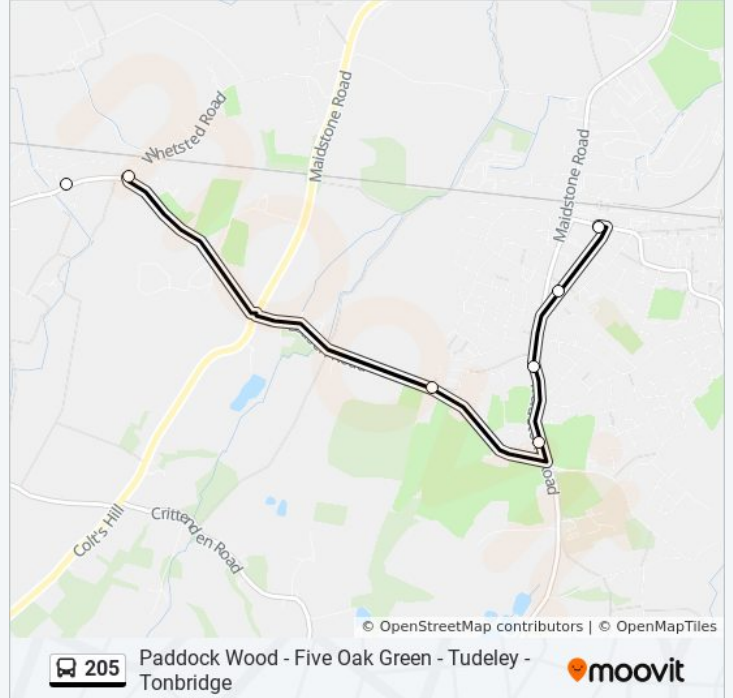 Whetsted Road
Maidstone Road
Maidstone Road
oad
Colt's Hill
Crittenden Road
© OpenStreetMap contributors | © OpenMapTiles
205
Paddock Wood - Five Oak Green - Tudeley -
Tonbridge
moovit